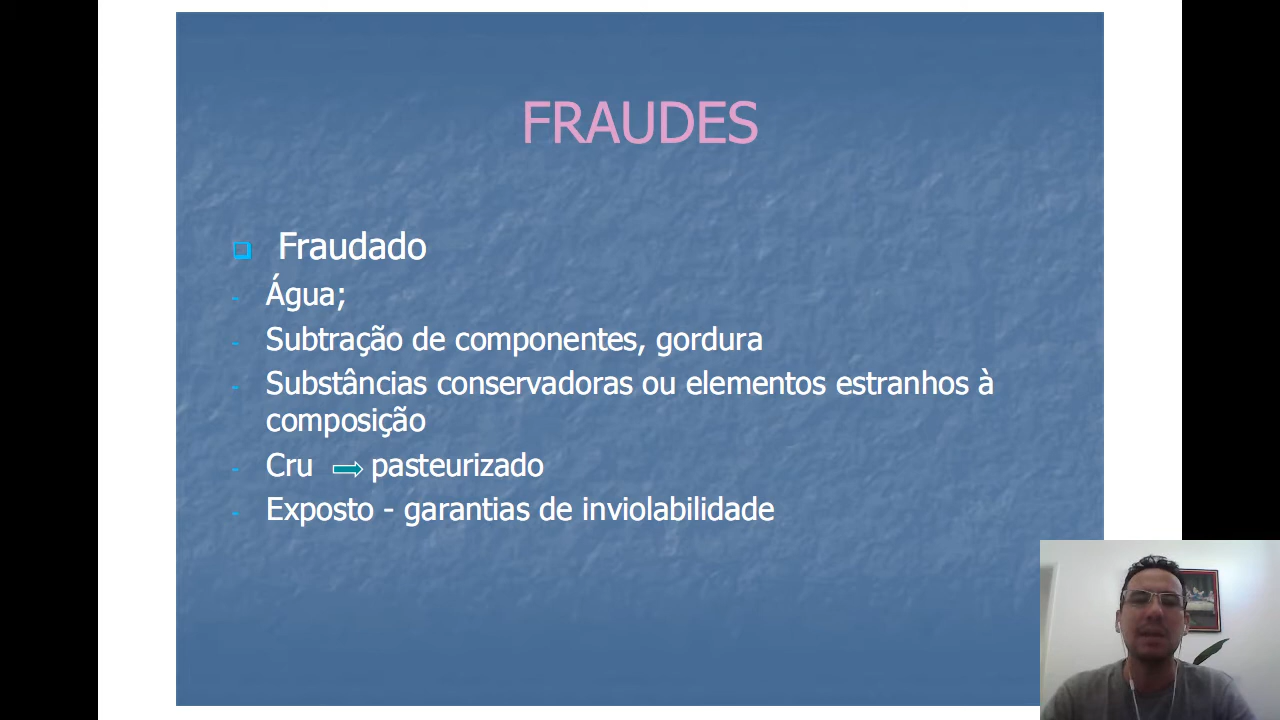 FRAUDES
Fraudado
- Água;
- Subtração de componentes, gordura
- Substâncias conservadoras ou elementos estranhos à
composição
- Cru pasteurizado
- Exposto - garantias de inviolabilidade